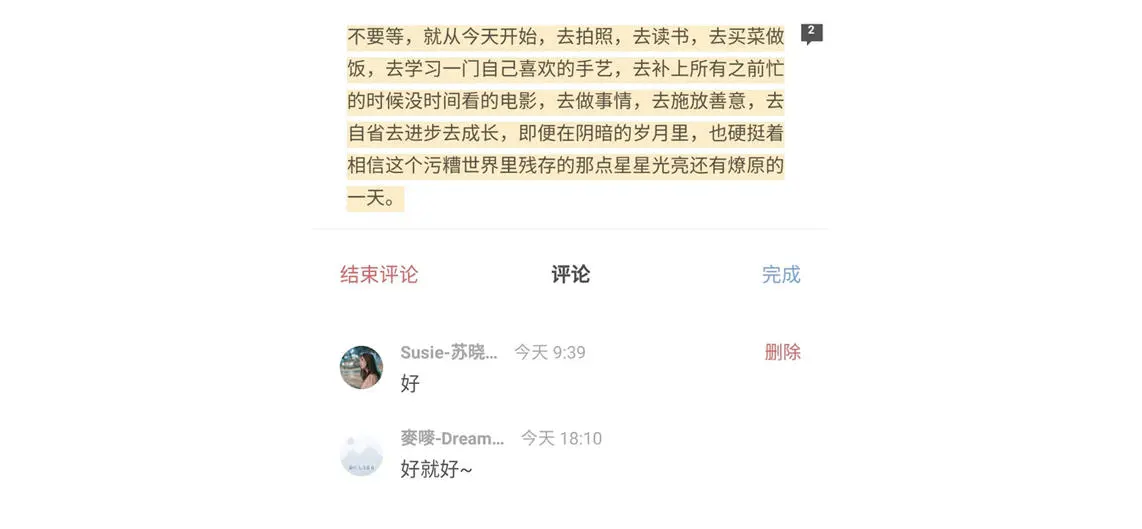 不要等，就从今天开始，去拍照，去读书，去买菜做
2
饭，去学习一门自己喜欢的手艺，去补上所有之前忙
的时候没时间看的电影，去做事情，去施放善意，去
自省去进步去成长，即便在阴暗的岁月里，也硬挺着
相信这个污糟世界里残存的那点星星光亮还有燎原的
一天。
结束评论 评论 完成
Susie-苏晓... 今天 9:39 删除
好
麥嘜-Dream... 今天 18:10
好就好~